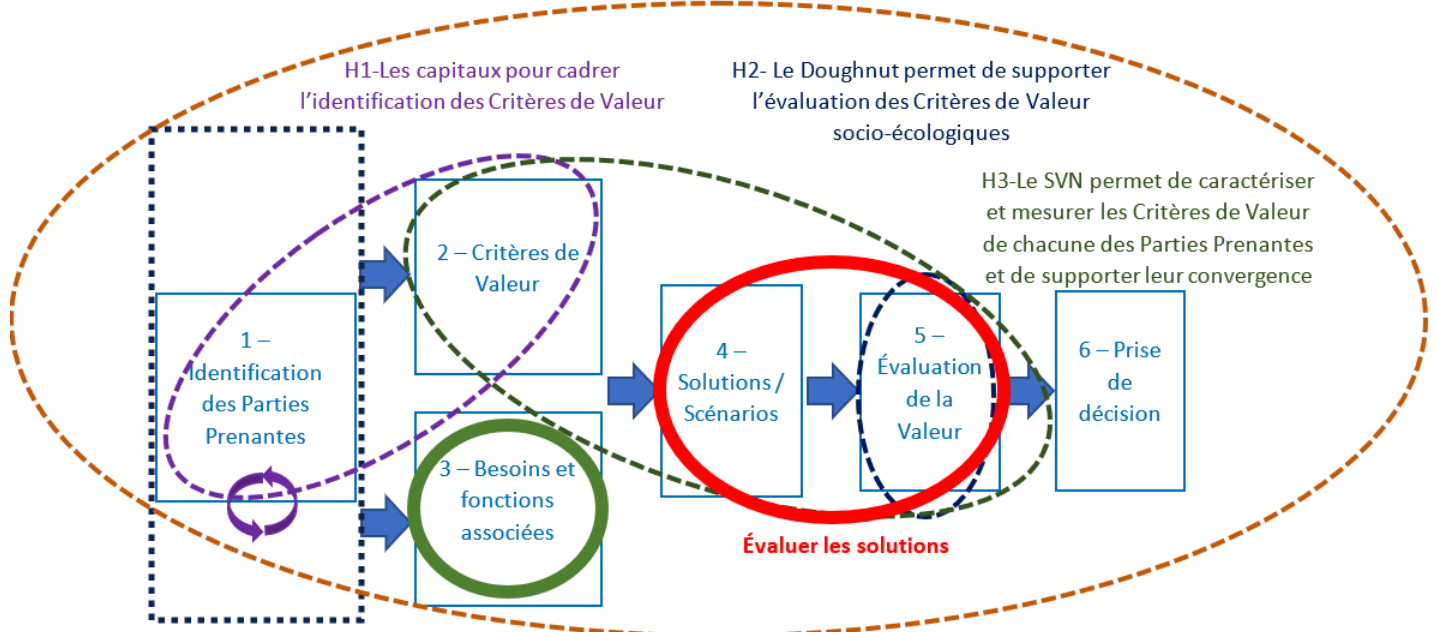 H1-Les capitaux pour cadrer
l’identification des Critères de Valeur
H2- Le Doughnut permet de supporter
l’évaluation des Critères de Valeur
socio-écologiques
H3-Le SVN permet de caractériser
et mesurer les Critères de Valeur
de chacune des Parties Prenantes
et de supporter leur convergence
1 –
Identification
des Parties
Prenantes
2 – Critères de
Valeur
3 – Besoins et
fonctions
associées
4 –
Solutions /
Scénarios
5 –
Évaluation
de la
Valeur
6 – Prise
de
décision
Évaluer les solutions